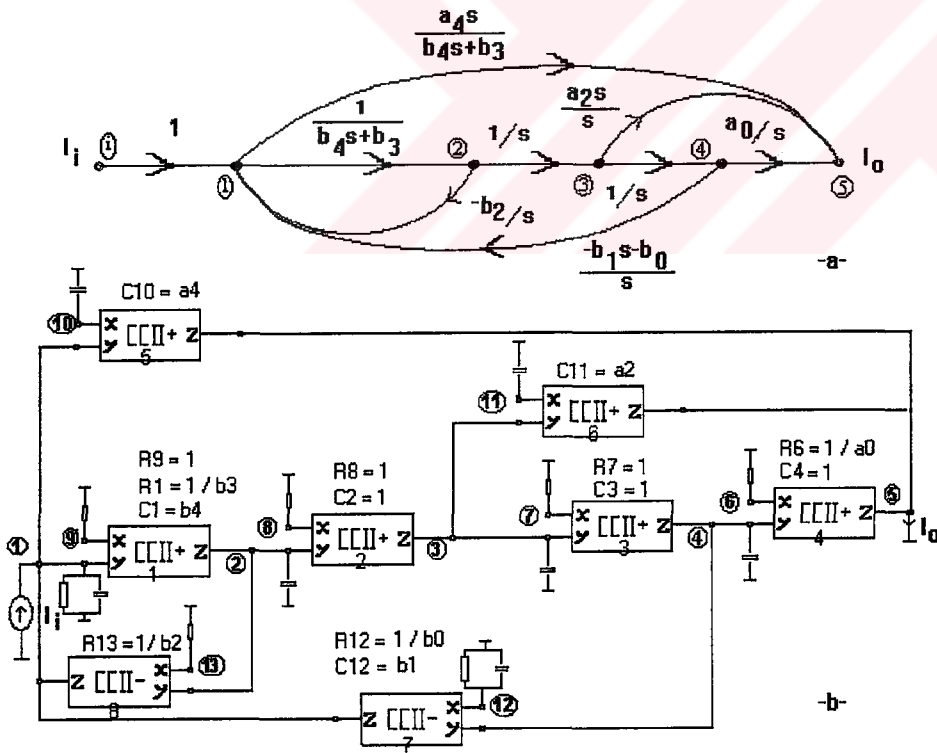 a4s
b4s+b3
1
b4s+b3
a2s
s
1
1/s
a0/s
Ii
i
1
2
3
4
5
Io
-b2/s
1/s
-b1s-b0
s
-a-
C10 = a4
10
X
Y
CCII+
Z
5
C11 = a2
11
X
Y
CCII+
Z
6
R9 = 1
R1 = 1/b3
C1 = b4
R8 = 1
C2 = 1
R7 = 1
C3 = 1
R6 = 1/a0
C4 = 1
1
9
X
Y
CCII+
Z
1
2
8
X
Y
CCII+
Z
2
3
7
X
Y
CCII+
Z
3
4
6
X
Y
CCII+
Z
4
5
Io
Ii
R13 = 1/b2
Z
CCII-
X
Y
8
13
R12 = 1/b0
C12 = b1
Z
CCII-
X
Y
7
12
-b-